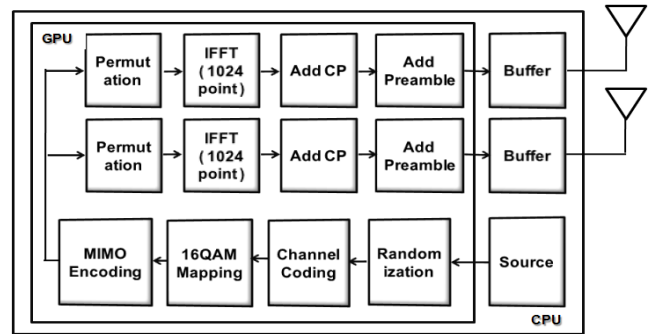 GPU
Permut
ation
IFFT
( 1024
point)
Add CP
Add
Preamble
Buffer
Permut
ation
IFFT
( 1024
point)
Add CP
Add
Preamble
Buffer
MIMO
Encoding
16QAM
Mapping
Channel
Coding
Random
ization
Source
CPU